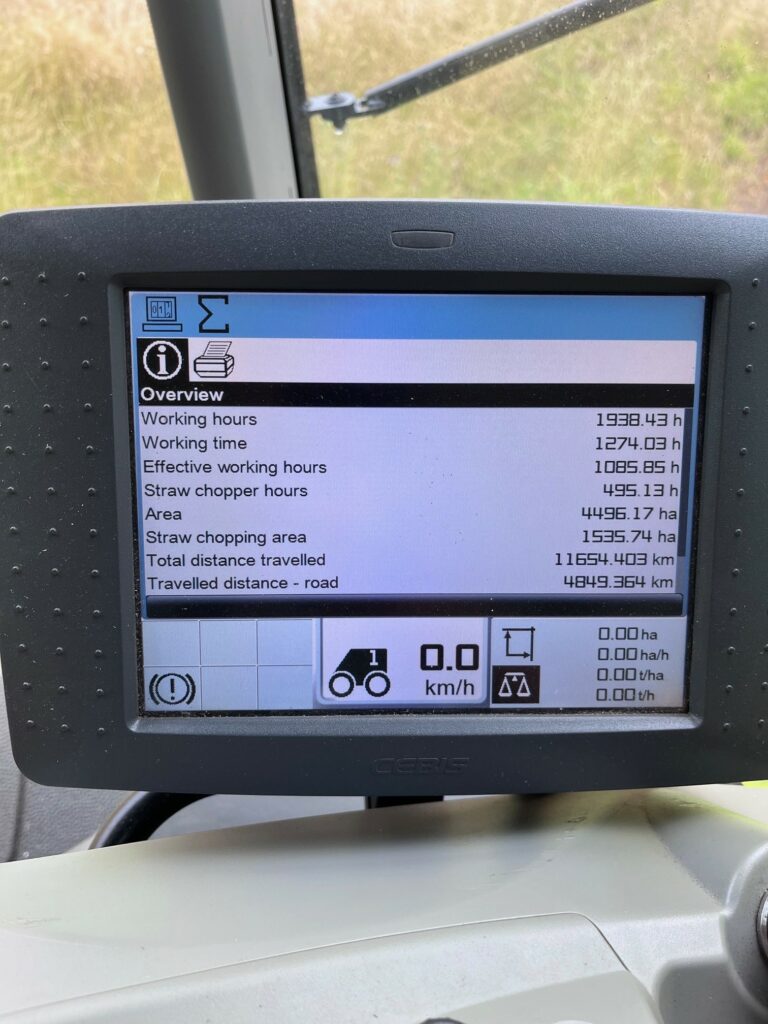 Overview
Working hours 1938.43 h
Working time 1274.03 h
Effective working hours 1085.85 h
Straw chopper hours 495.13 h
Area 4496.17 ha
Straw chopping area 1535.74 ha
Total distance travelled 11654.403 km
Travelled distance - road 4849.364 km
1
0.0
km/h
0.00 ha
0.00 ha/h
0.00 t/ha
0.00 t/h
CEBIS